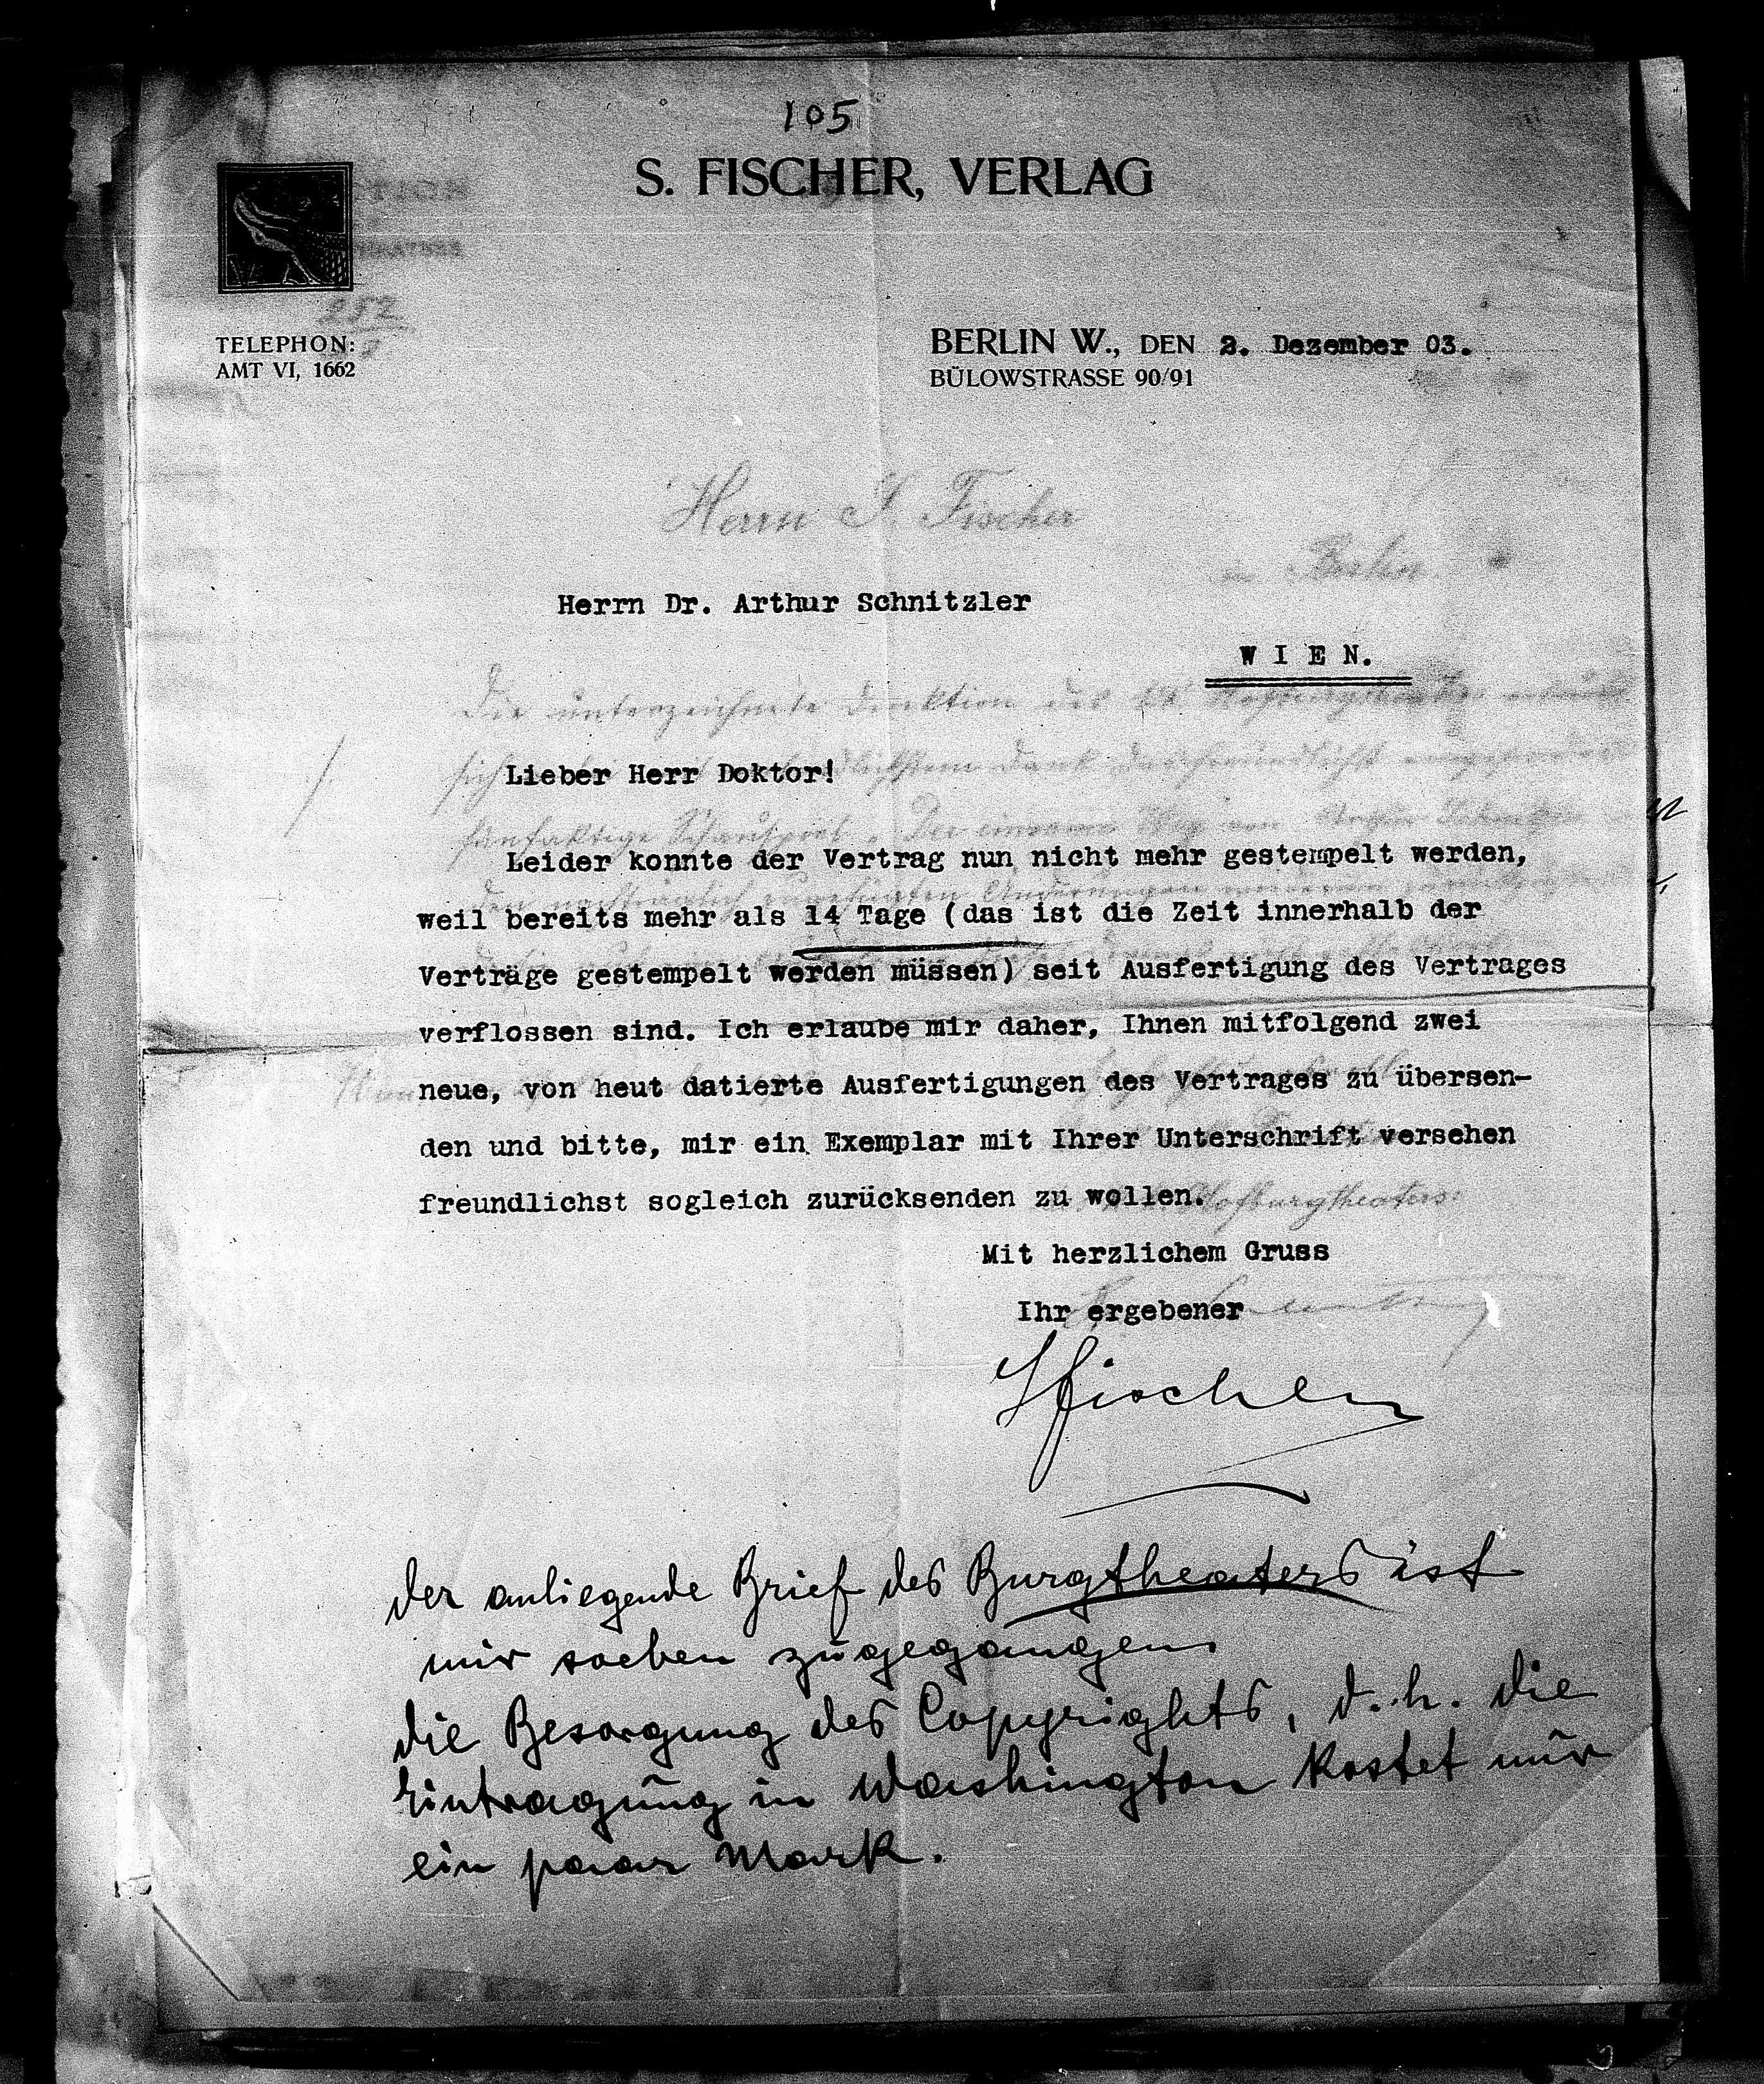 105
S. FISCHER, VERLAG
TELEPHON:
AMT VI, 1662
BERLIN W., DEN 2. Dezember 03.
BÜLOWSTRASSE 90/91
Herrn S. Fischer
Berlin
Herrn Dr. Arthur Schnitzler
WIEN.
Die unterzeichnete Direktion des
Lieber Herr Doktor!
Leider konnte der Vertrag nun nicht mehr gestempelt werden,
weil bereits mehr als 14 Tage (das ist die Zeit innerhalb der
Verträge gestempelt werden müssen) seit Ausfertigung des Vertrages
verflossen sind. Ich erlaube mir daher, Ihnen mitfolgend zwei
neue, von heut datierte Ausfertigungen des Vertrages zu übersen-
den und bitte, mir ein Exemplar mit Ihrer Unterschrift versehen
freundlichst sogleich zurücksenden zu wollen.
Hofburgtheaters:
Mit herzlichem Gruss
Ihr ergebener
SFischer
der anliegende Brief des Burgtheaters ist
mir soeben zugegangen
die Besorgung des Copyrights, d. h. die
Eintragung in Washington kostet nur
ein paar Mark.